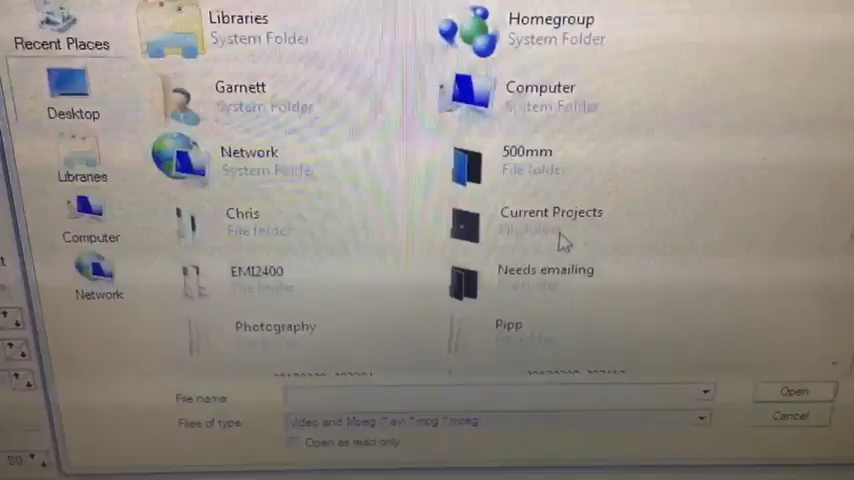 Recent Places
Desktop
Libraries
Computer
Network
Libraries
System Folder
Homegroup
System Folder
Garnett
System Folder
Computer
System Folder
Network
System Folder
500mm
File folder
Chris
File folder
Current Projects
File folder
EMI2400
File folder
Needs emailing
File folder
Photography
Pipp
File folder
File name
Open
Files of type
Video and Mpeg (*.avi *.mpg *.mpeg
Cancel
Open as read-only